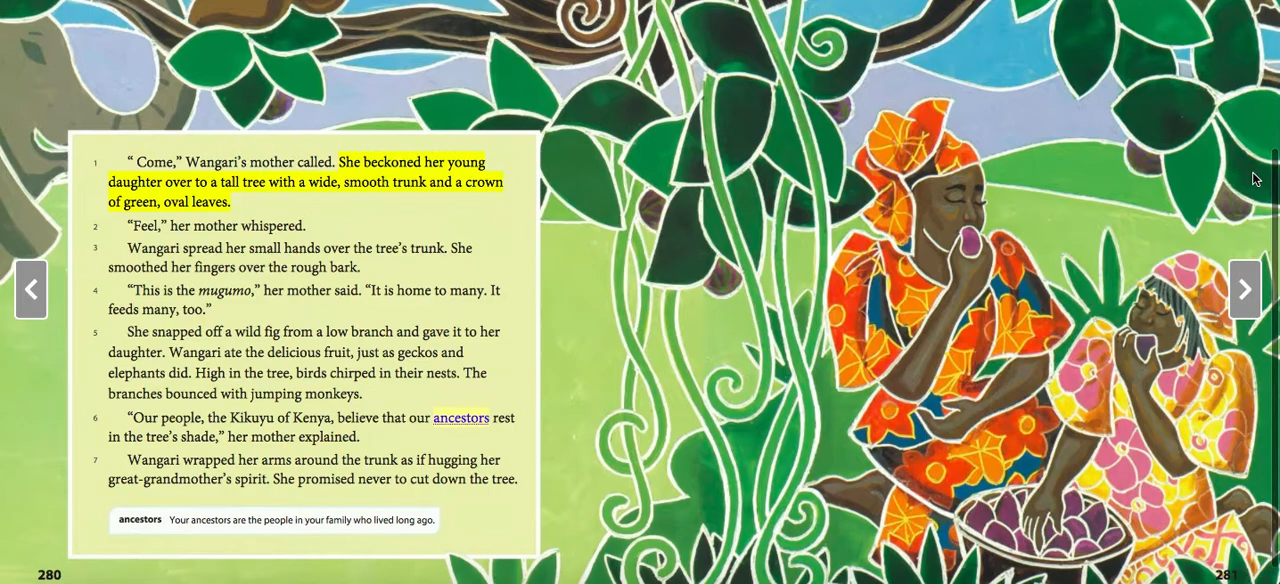 1 “ Come,” Wangari’s mother called. She beckoned her young
daughter over to a tall tree with a wide, smooth trunk and a crown
of green, oval leaves.
2 “Feel,” her mother whispered.
3 Wangari spread her small hands over the tree’s trunk. She
smoothed her fingers over the rough bark.
4 “This is the mugumo,” her mother said. “It is home to many. It
feeds many, too.”
5 She snapped off a wild fig from a low branch and gave it to her
daughter. Wangari ate the delicious fruit, just as geckos and
elephants did. High in the tree, birds chirped in their nests. The
branches bounced with jumping monkeys.
6 “Our people, the Kikuyu of Kenya, believe that our ancestors rest
in the tree’s shade,” her mother explained.
7 Wangari wrapped her arms around the trunk as if hugging her
great-grandmother’s spirit. She promised never to cut down the tree.
ancestors Your ancestors are the people in your family who lived long ago.
280
281